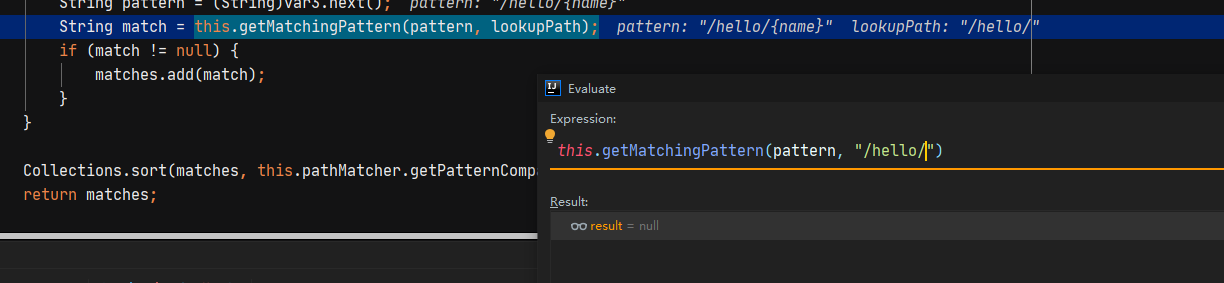 String pattern = (String)var3.next();   pattern: "/hello/{name}"
String match = this.getMatchingPattern(pattern, lookupPath);   pattern: "/hello/{name}"   lookupPath: "/hello/"
if (match != null) {
matches.add(match);
}
}
Collections.sort(matches, this.pathMatcher.getPatternCompa
return matches;
IJ Evaluate
Expression:
this.getMatchingPattern(pattern, "/hello/")
Result:
result = null